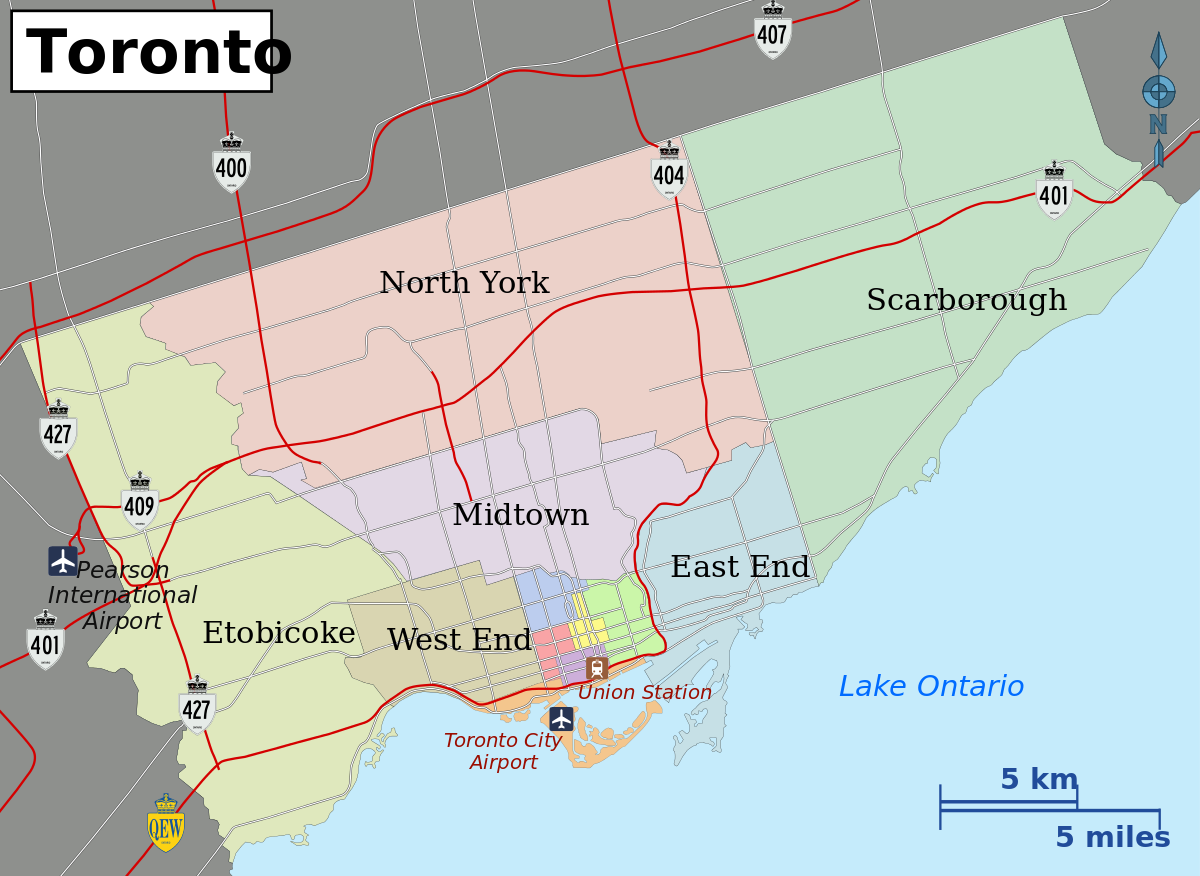 Toronto
407
400
404
401
N
North York
Scarborough
427
409
Midtown
Pearson
International
Airport
East End
401
Etobicoke
West End
Union Station
Lake Ontario
427
Toronto City
Airport
5 km
QEW
5 miles